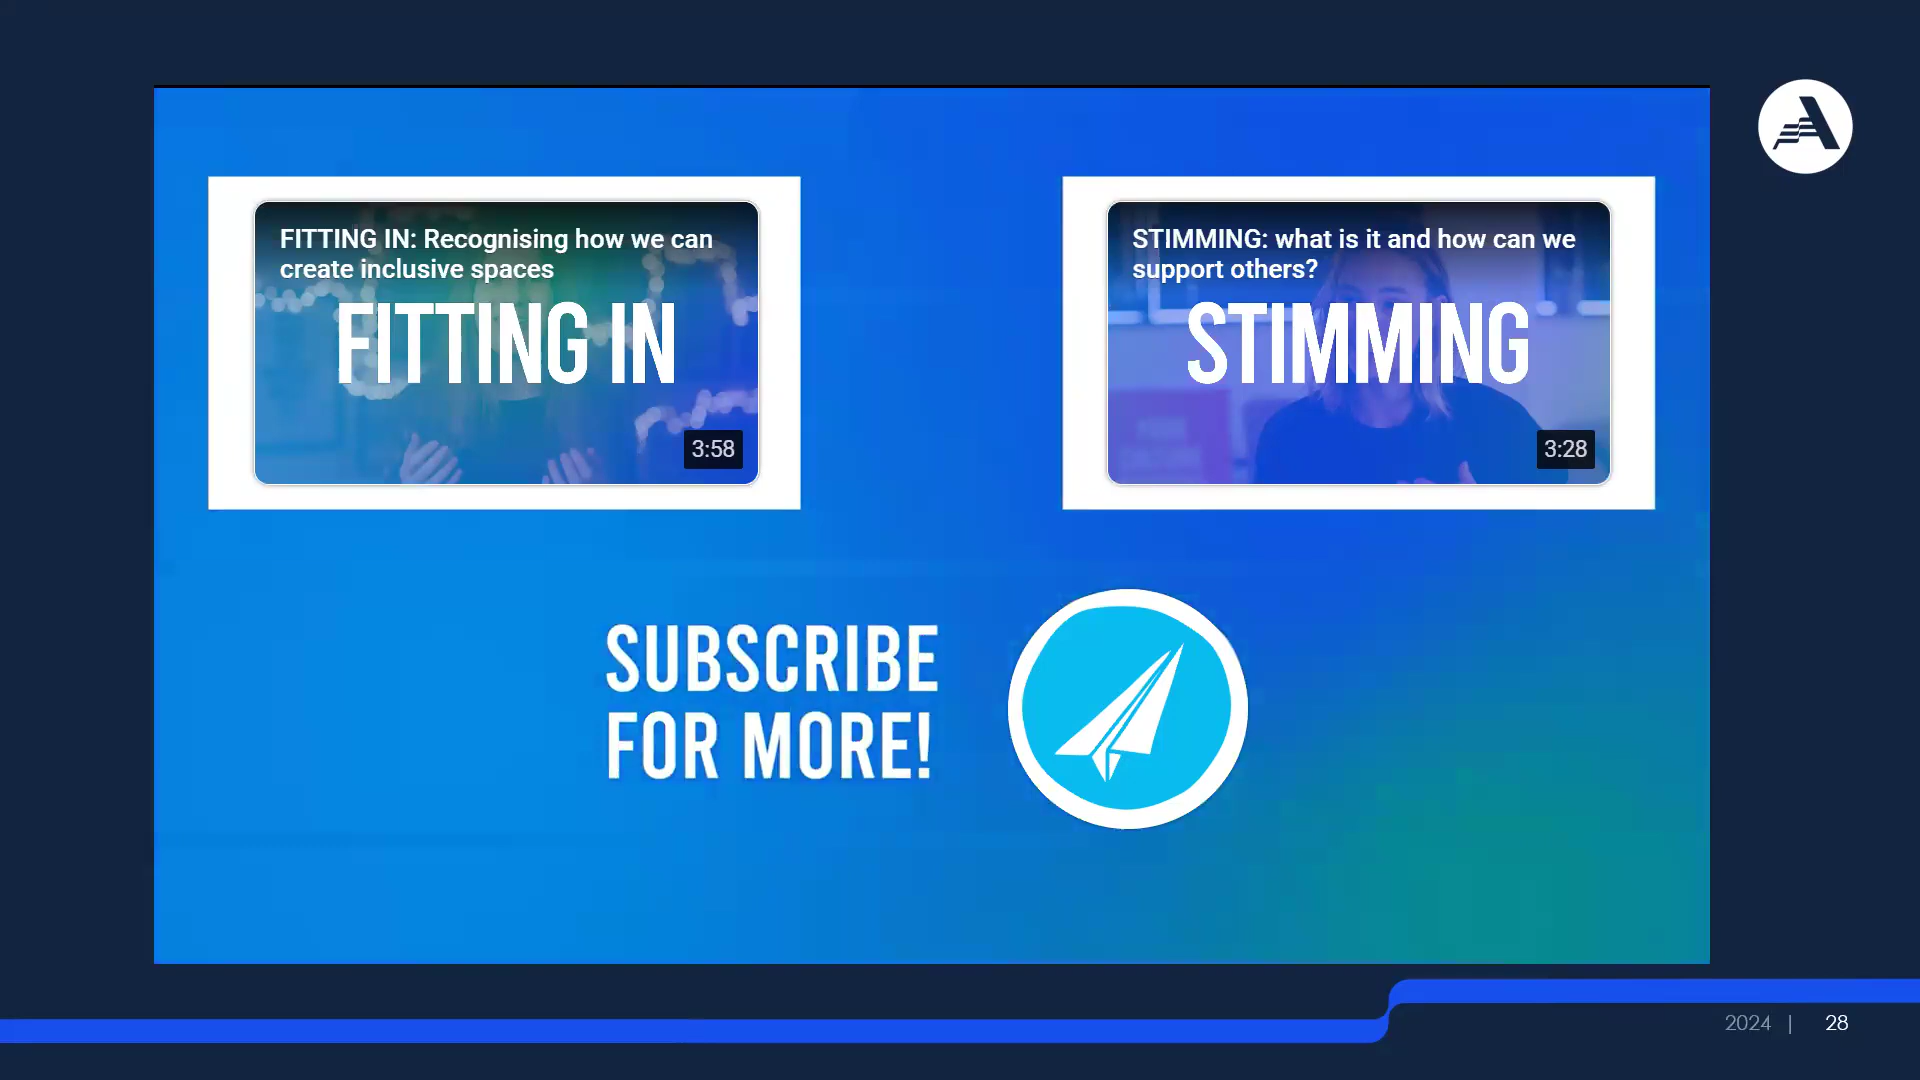 FITTING IN: Recognising how we can
create inclusive spaces
FITTING IN
3:58
STIMMING: what is it and how can we
support others?
STIMMING
3:28
SUBSCRIBE
FOR MORE!
2024 | 28